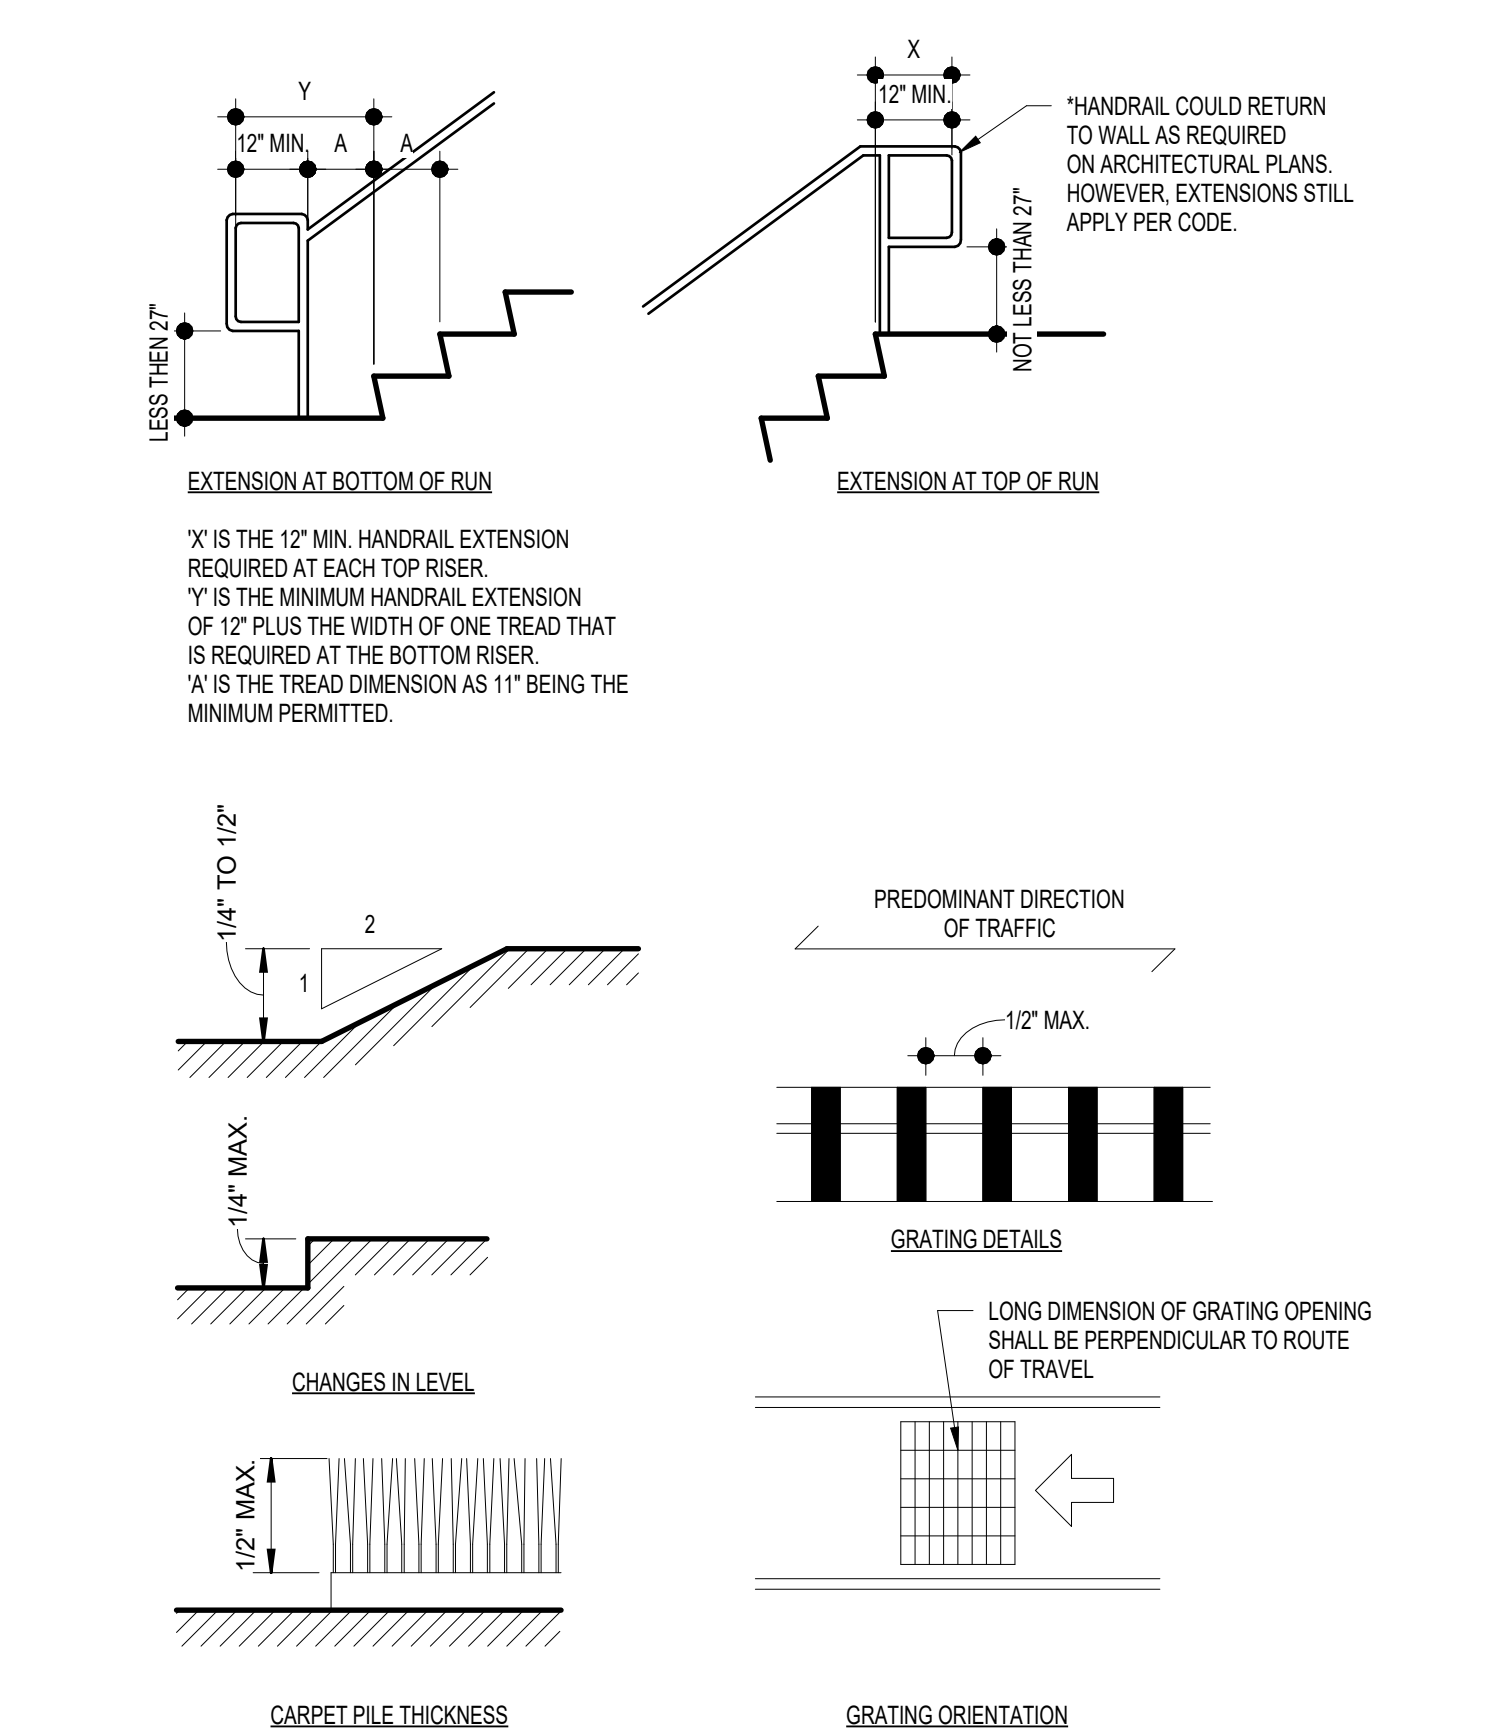 Y
12" MIN.
A
A
LESS THEN 27"
EXTENSION AT BOTTOM OF RUN
X
12" MIN.
*HANDRAIL COULD RETURN
TO WALL AS REQUIRED
ON ARCHITECTURAL PLANS.
HOWEVER, EXTENSIONS STILL
APPLY PER CODE.
NOT LESS THAN 27"
EXTENSION AT TOP OF RUN
'X' IS THE 12" MIN. HANDRAIL EXTENSION
REQUIRED AT EACH TOP RISER.
'Y' IS THE MINIMUM HANDRAIL EXTENSION
OF 12" PLUS THE WIDTH OF ONE TREAD THAT
IS REQUIRED AT THE BOTTOM RISER.
'A' IS THE TREAD DIMENSION AS 11" BEING THE
MINIMUM PERMITTED.
1/4" TO 1/2"
2
1
1/4" MAX.
CHANGES IN LEVEL
PREDOMINANT DIRECTION
OF TRAFFIC
1/2" MAX.
GRATING DETAILS
LONG DIMENSION OF GRATING OPENING
SHALL BE PERPENDICULAR TO ROUTE
OF TRAVEL
1/2" MAX.
CARPET PILE THICKNESS
GRATING ORIENTATION